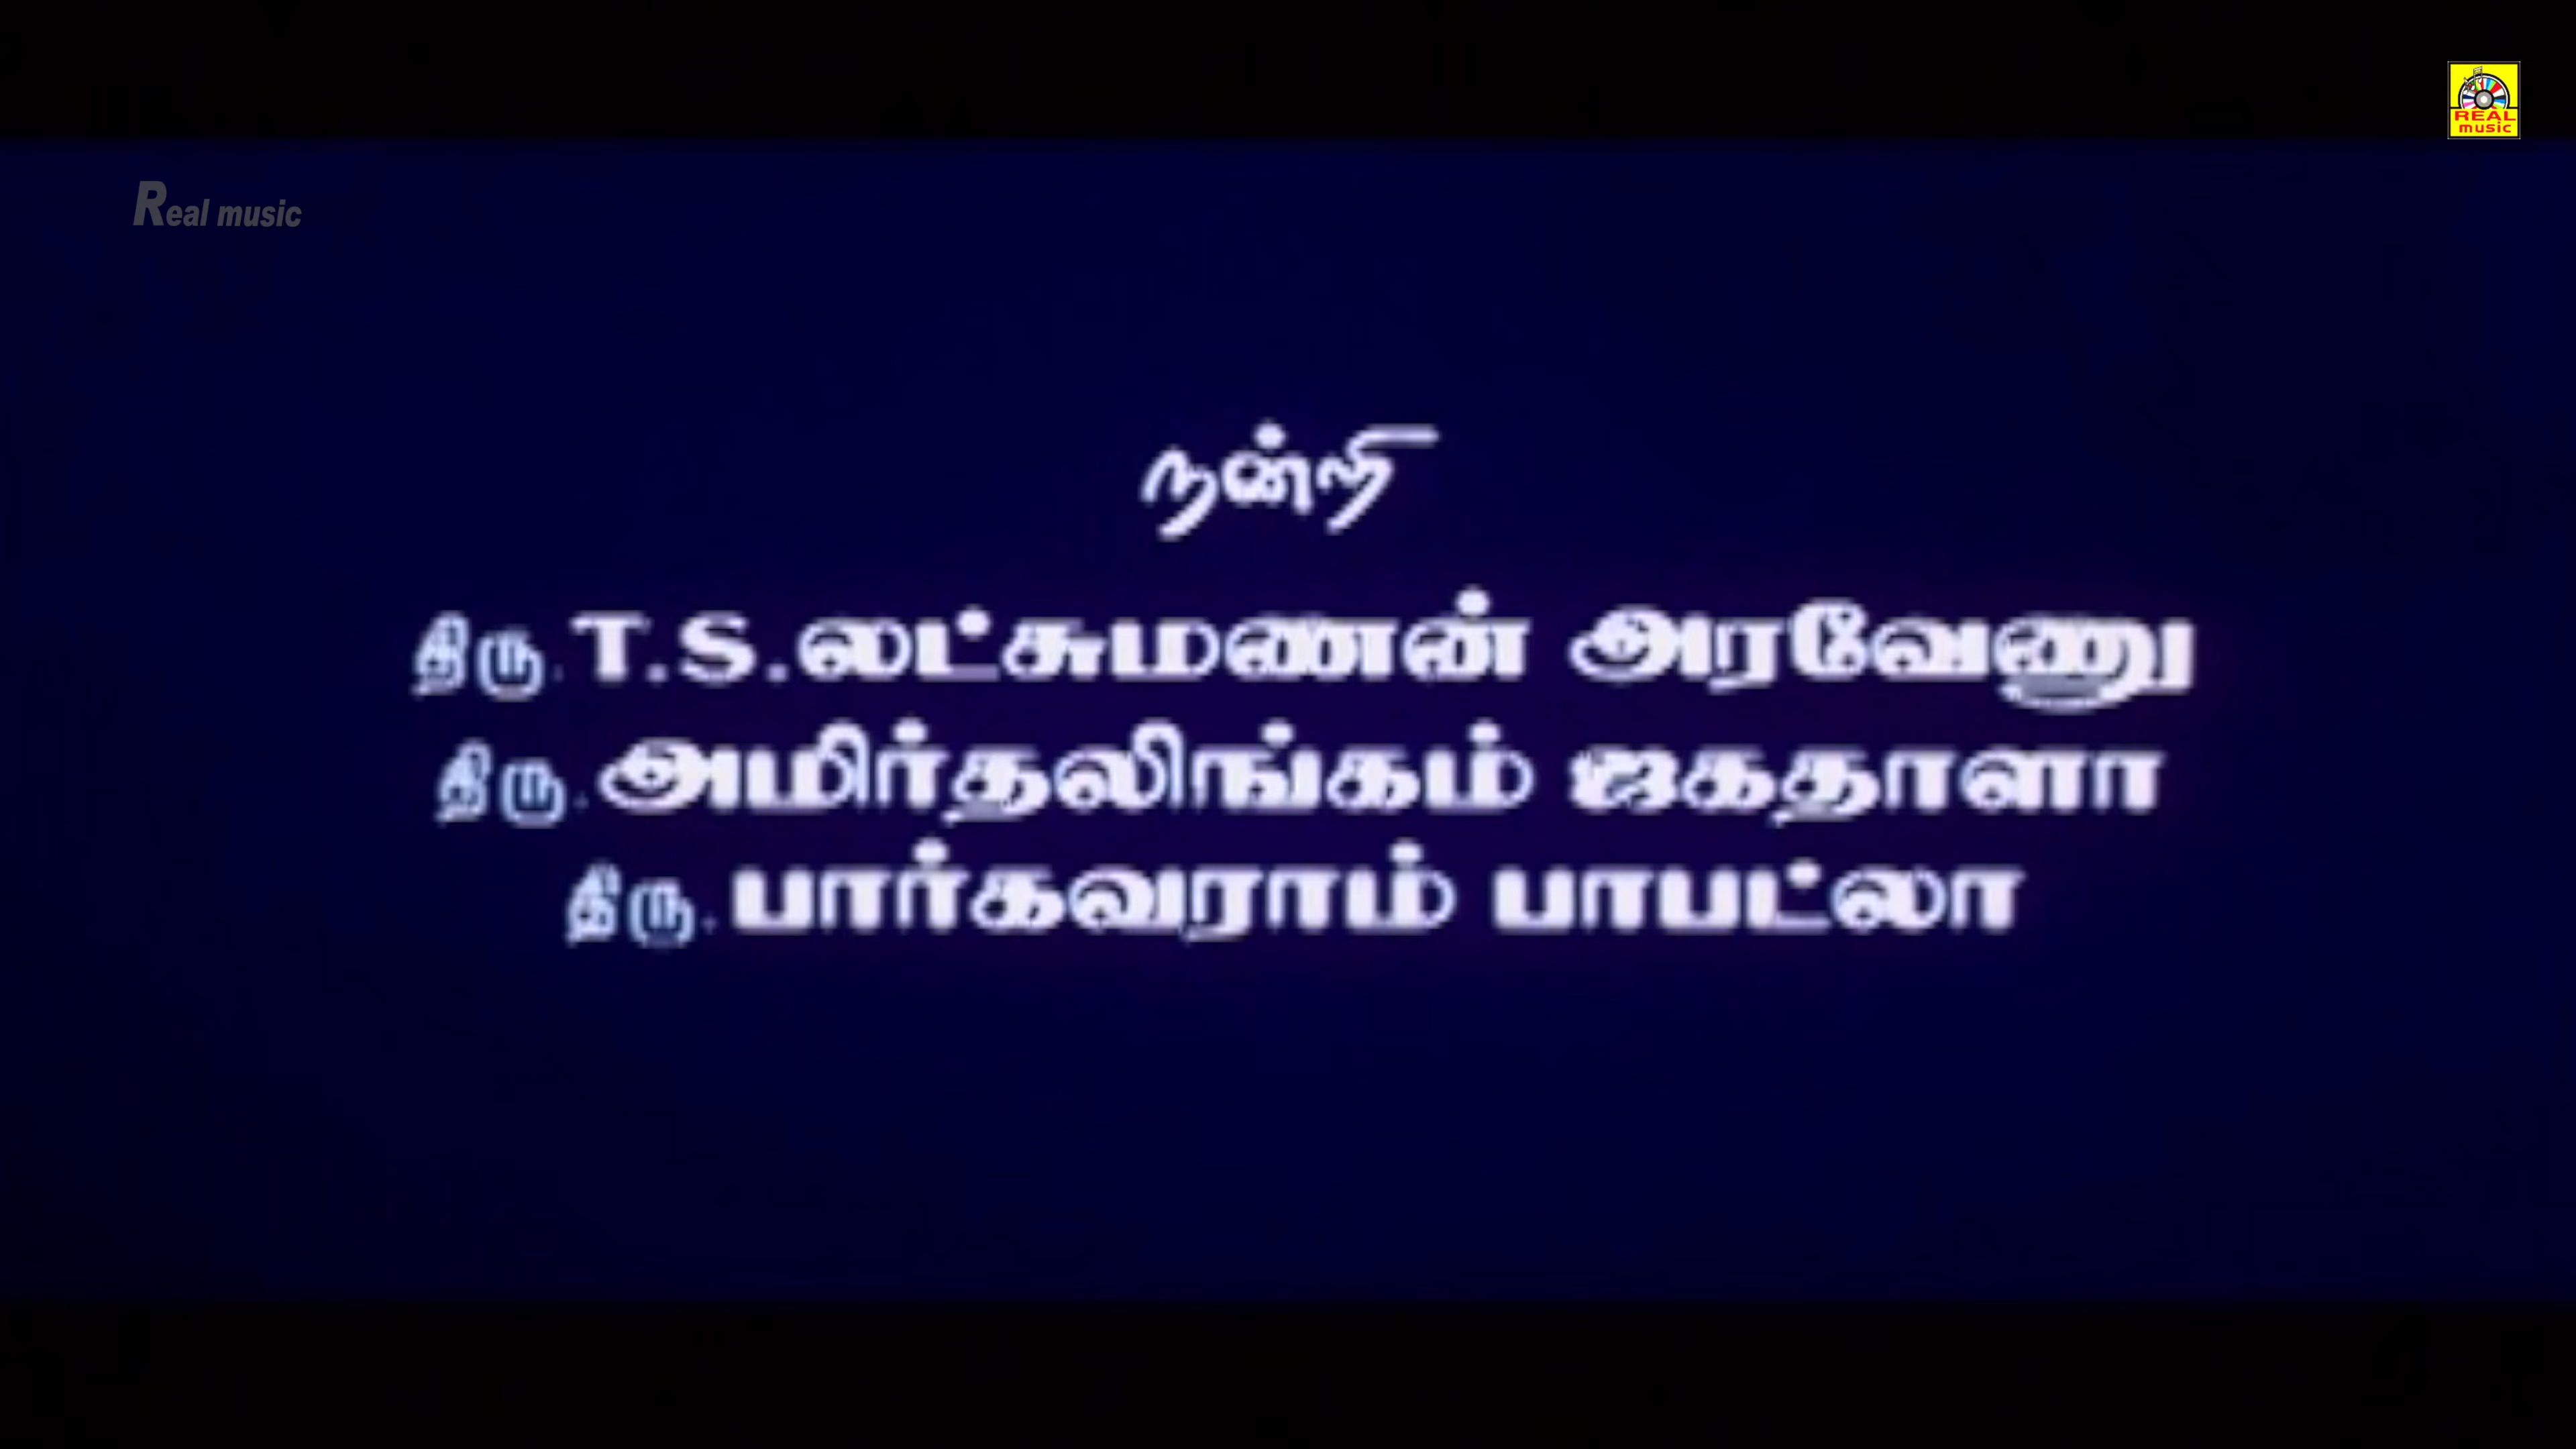 REAL
music
Real music
நன்றி
திரு.T.S.லட்சுமணன் அரவேணு
திரு.அமிர்தலிங்கம் ஜகதாளா
திரு.பார்கவராம் பாபட்லா